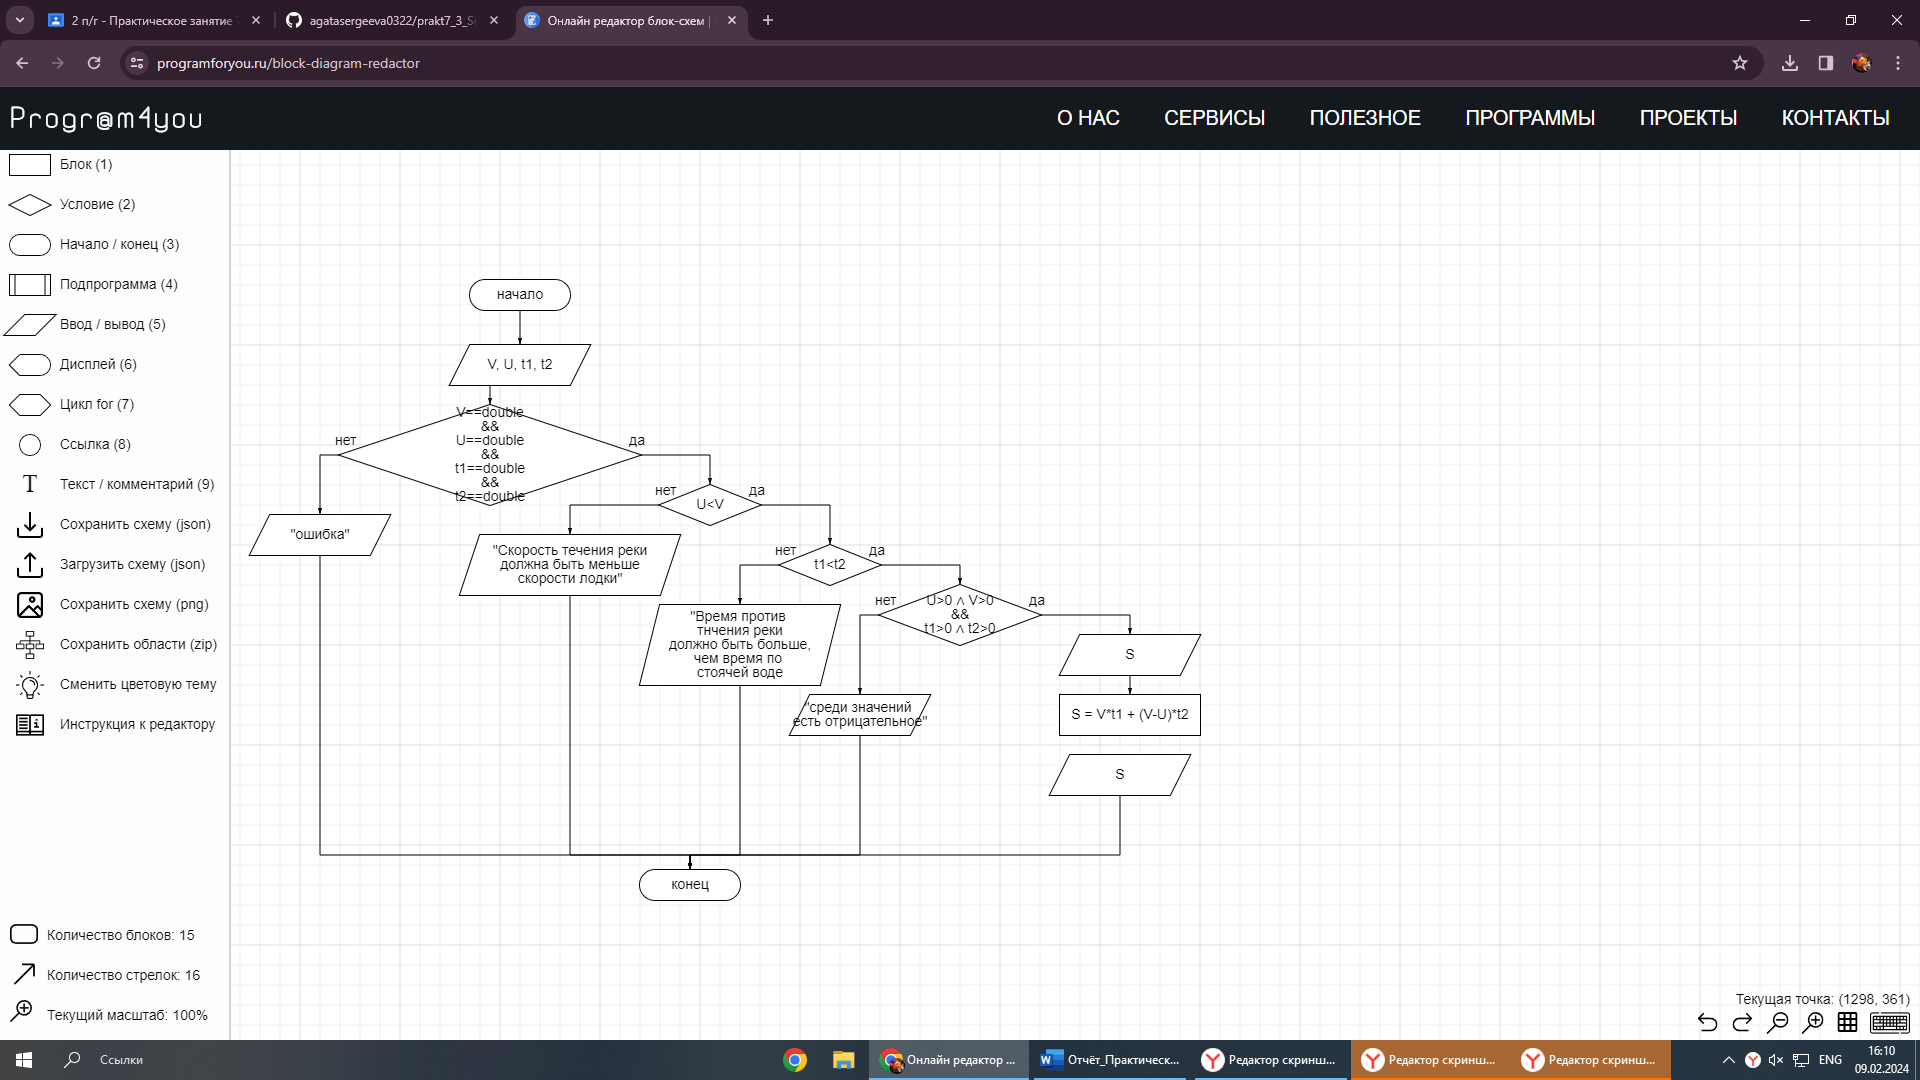 2 п/г - Практическое занятие
agatasergeeva0322/prakt7_3_Se
Онлайн редактор блок-схем |
programforyou.ru/block-diagram-redactor
Progr@m4you
О НАС
СЕРВИСЫ
ПОЛЕЗНОЕ
ПРОГРАММЫ
ПРОЕКТЫ
КОНТАКТЫ
Блок (1)
Условие (2)
Начало / конец (3)
Подпрограмма (4)
Ввод / вывод (5)
Дисплей (6)
Цикл for (7)
Ссылка (8)
T Текст / комментарий (9)
Сохранить схему (json)
Загрузить схему (json)
Сохранить схему (png)
Сохранить области (zip)
Сменить цветовую тему
Инструкция к редактору
Количество блоков: 15
Количество стрелок: 16
Текущий масштаб: 100%
начало
V, U, t1, t2
V==double
&&
U==double
&&
t1==double
&&
t2==double
нет
да
"ошибка"
нет
да
U<V
"Скорость течения реки
должна быть меньше
скорости лодки"
нет
да
t1<t2
"Время против
тнчения реки
должно быть больше,
чем время по
стоячей воде
нет
да
U>0 ∧ V>0
&&
t1>0 ∧ t2>0
"среди значений
есть отрицательное"
S
S = V*t1 + (V-U)*t2
S
конец
Текущая точка: (1298, 361)
Ссылки
Онлайн редактор ...
Отчёт_Практическ...
Редактор скринш...
Редактор скринш...
Редактор скринш...
ENG
16:10
09.02.2024